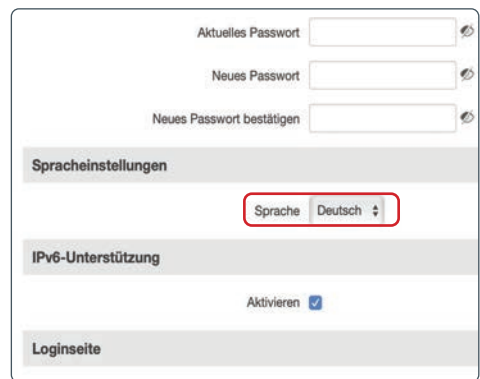 Aktuelles Passwort
Neues Passwort
Neues Passwort bestätigen
Spracheinstellungen
Sprache Deutsch
IPv6-Unterstützung
Aktivieren
Loginseite